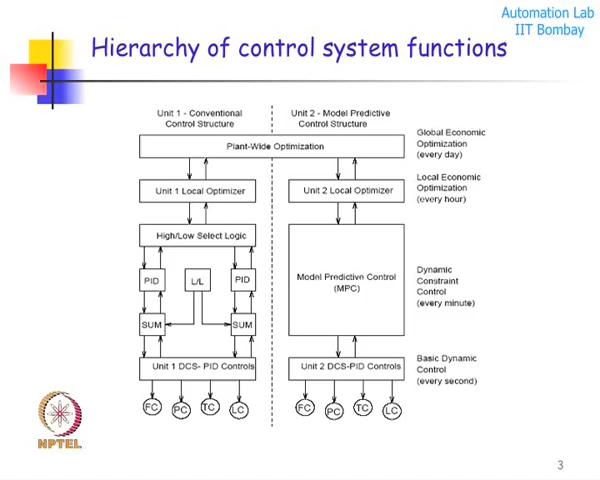 Automation Lab
IIT Bombay
Hierarchy of control system functions
Unit 1 - Conventional
Control Structure
Unit 2 - Model Predictive
Control Structure
Plant-Wide Optimization
Global Economic
Optimization
(every day)
Unit 1 Local Optimizer
Unit 2 Local Optimizer
Local Economic
Optimization
(every hour)
High/Low Select Logic
PID
L/L
PID
SUM
SUM
Model Predictive Control
(MPC)
Dynamic
Constraint
Control
(every minute)
Unit 1 DCS- PID Controls
Unit 2 DCS-PID Controls
Basic Dynamic
Control
(every second)
FC
PC
TC
LC
FC
PC
TC
LC
NPTEL
3